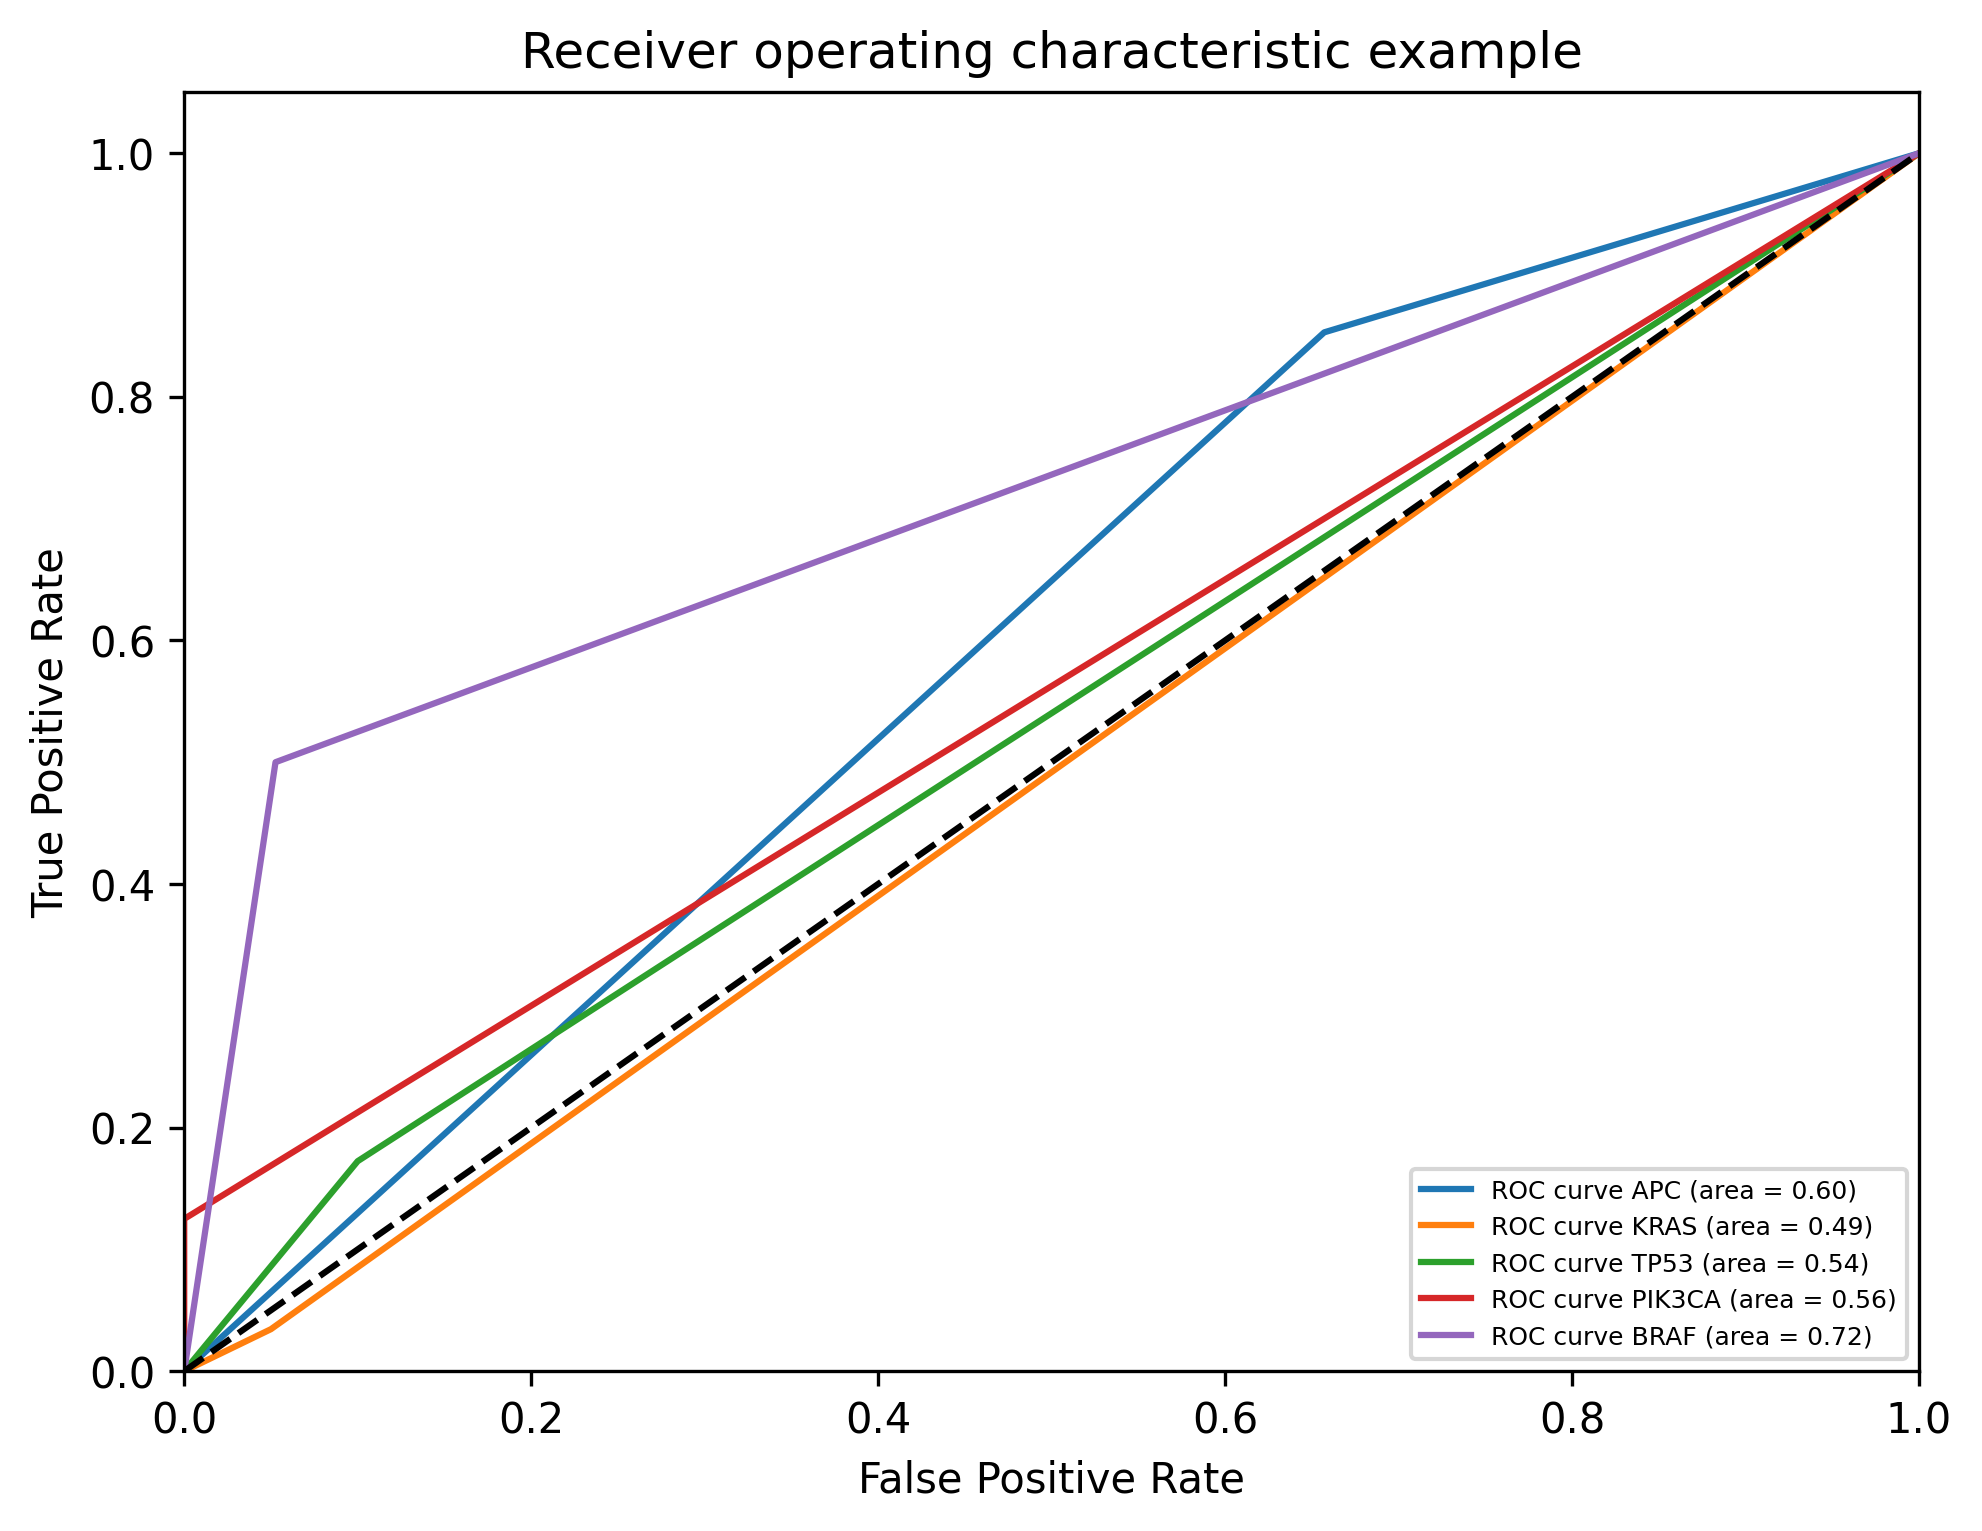 Receiver operating characteristic example
True Positive Rate
1.0
0.8
0.6
0.4
0.2
0.0
ROC curve APC (area = 0.60)
ROC curve KRAS (area = 0.49)
ROC curve TP53 (area = 0.54)
ROC curve PIK3CA (area = 0.56)
ROC curve BRAF (area = 0.72)
0.0 0.2 0.4 0.6 0.8 1.0
False Positive Rate